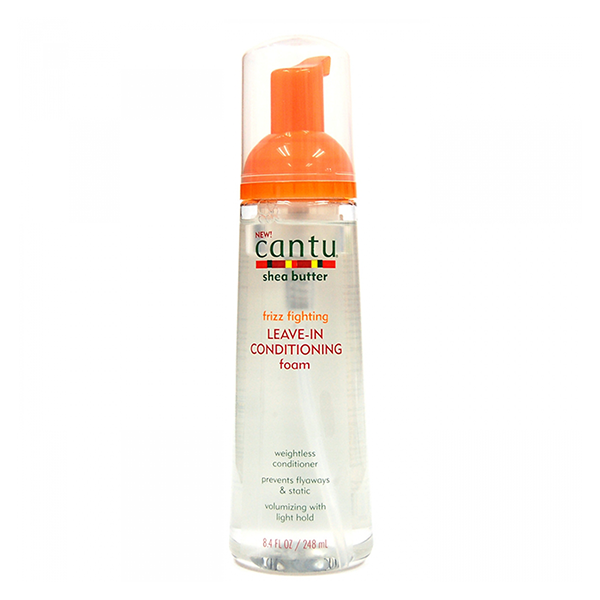 NEW!
cantu®
shea butter
frizz fighting
LEAVE-IN
CONDITIONING
foam
weightless
conditioner
prevents flyaways
& static
volumizing with
light hold
8.4 FL OZ / 248 mL